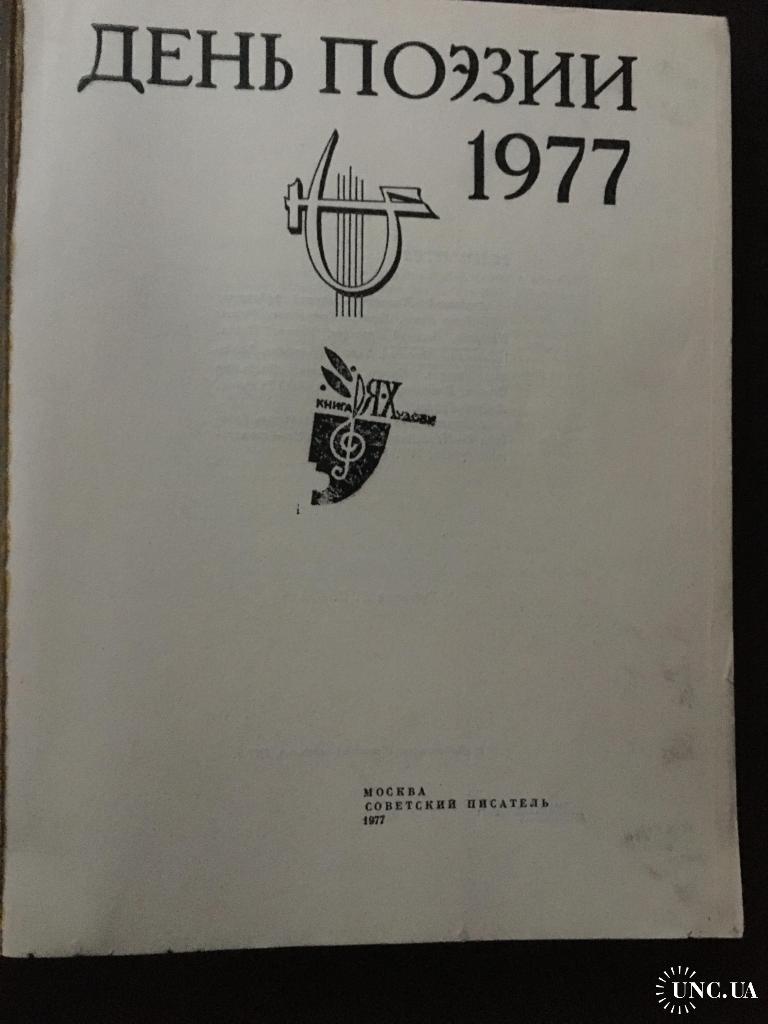 ДЕНЬ ПОЭЗИИ
1977
КНИГА Я.Х
МОСКВА
СОВЕТСКИЙ ПИСАТЕЛЬ
1977
UNC.UA